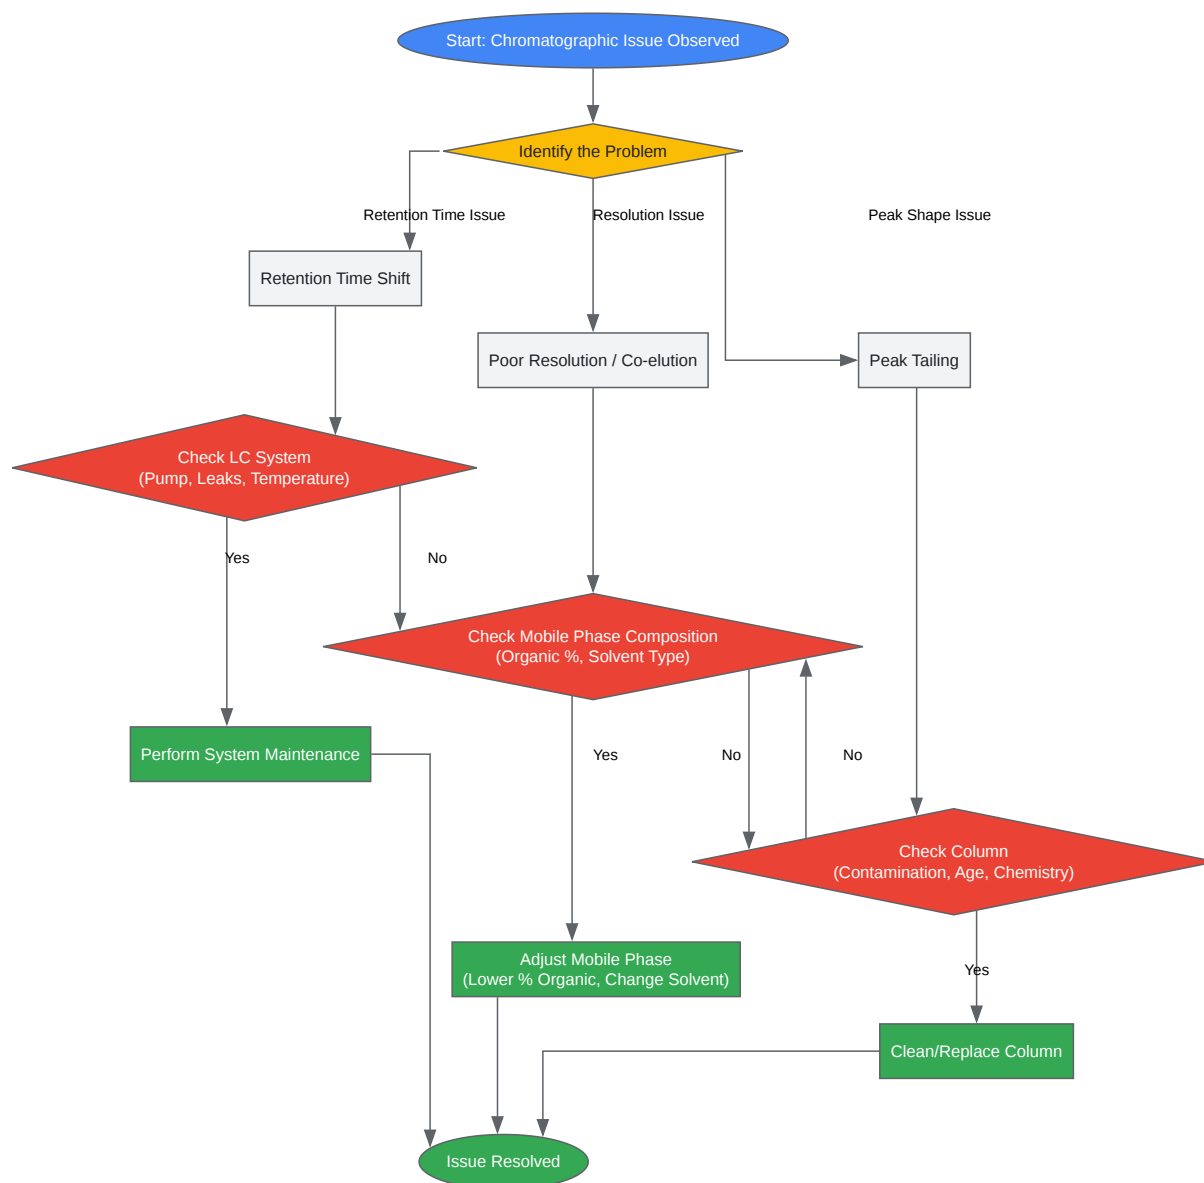 Start: Chromatographic Issue Observed
Identify the Problem
Retention Time Issue
Resolution Issue
Peak Shape Issue
Retention Time Shift
Poor Resolution / Co-elution
Peak Tailing
Check LC System
(Pump, Leaks, Temperature)
Yes
No
Check Mobile Phase Composition
(Organic %, Solvent Type)
Perform System Maintenance
Yes
No
No
Check Column
(Contamination, Age, Chemistry)
Adjust Mobile Phase
(Lower % Organic, Change Solvent)
Yes
Clean/Replace Column
Issue Resolved